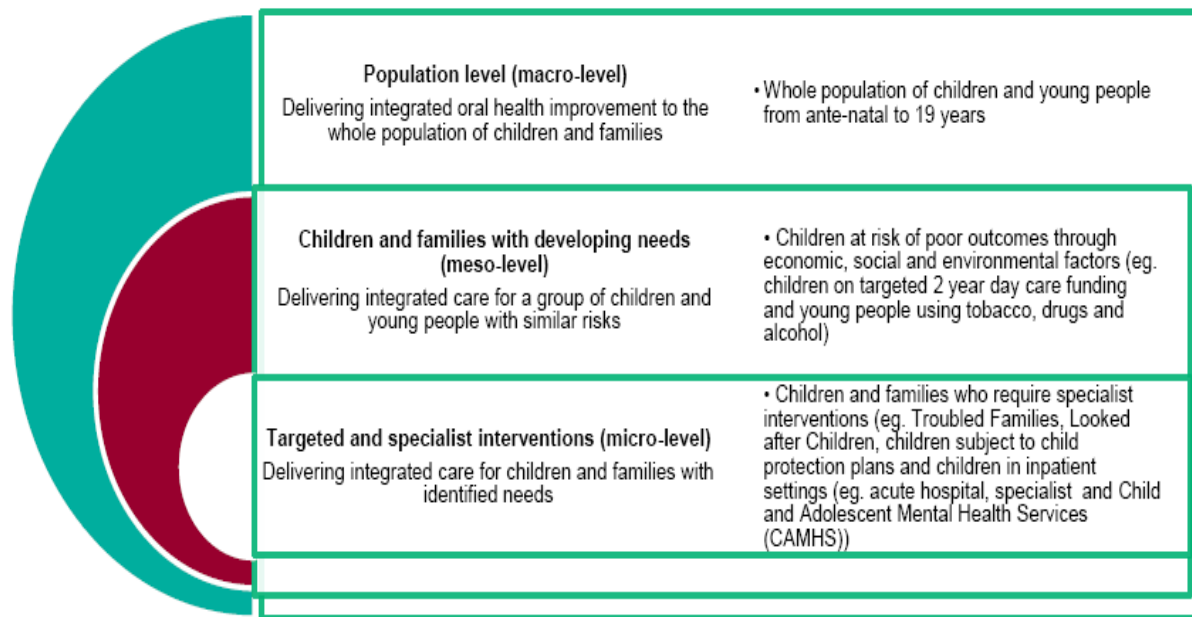 Population level (macro-level)
Delivering integrated oral health improvement to the
whole population of children and families
• Whole population of children and young people
from ante-natal to 19 years
Children and families with developing needs
(meso-level)
Delivering integrated care for a group of children and
young people with similar risks
• Children at risk of poor outcomes through
economic, social and environmental factors (eg.
children on targeted 2 year day care funding
and young people using tobacco, drugs and
alcohol)
Targeted and specialist interventions (micro-level)
Delivering integrated care for children and families with
identified needs
• Children and families who require specialist
interventions (eg. Troubled Families, Looked
after Children, children subject to child
protection plans and children in inpatient
settings (eg. acute hospital, specialist and Child
and Adolescent Mental Health Services
(CAMHS))